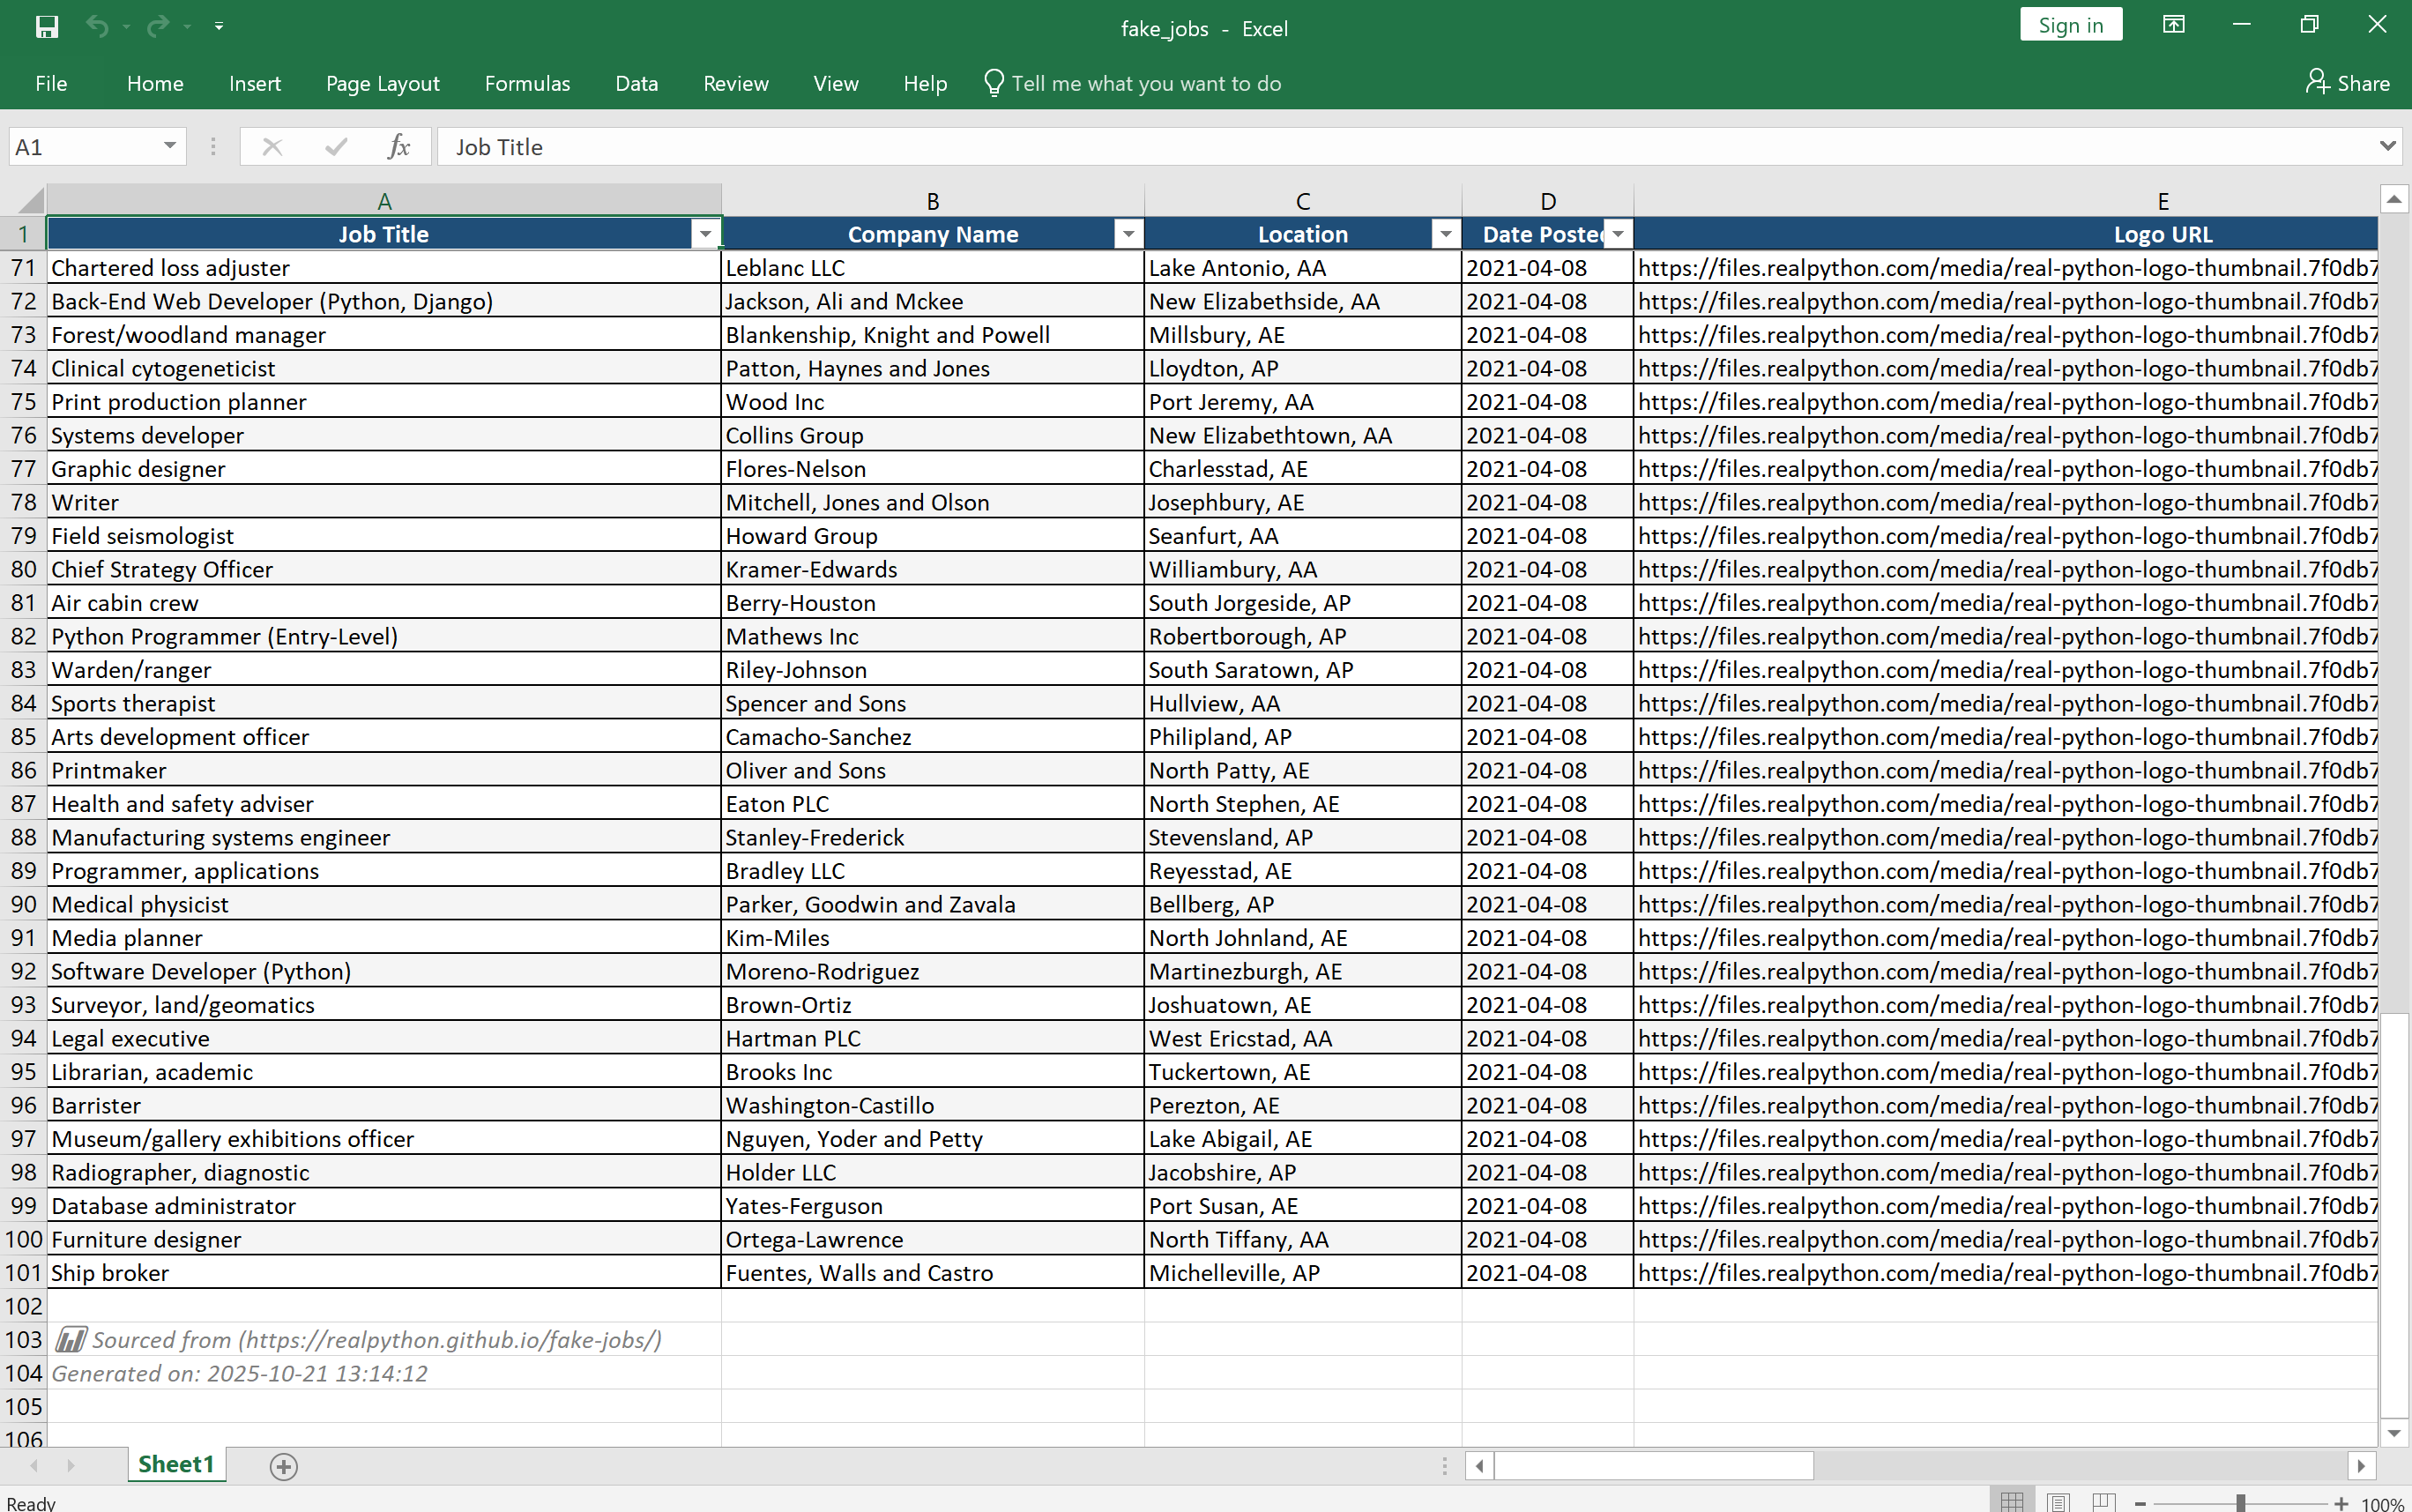 fake_jobs - Excel
Sign in
File Home Insert Page Layout Formulas Data Review View Help Tell me what you want to do Share
A1 fx Job Title
A B C D E
1 Job Title Company Name Location Date Poste Logo URL
71 Chartered loss adjuster Leblanc LLC Lake Antonio, AA 2021-04-08 https://files.realpython.com/media/real-python-logo-thumbnail.7f0db7
72 Back-End Web Developer (Python, Django) Jackson, Ali and Mckee New Elizabethside, AA 2021-04-08 https://files.realpython.com/media/real-python-logo-thumbnail.7f0db7
73 Forest/woodland manager Blankenship, Knight and Powell Millsbury, AE 2021-04-08 https://files.realpython.com/media/real-python-logo-thumbnail.7f0db7
74 Clinical cytogeneticist Patton, Haynes and Jones Lloydton, AP 2021-04-08 https://files.realpython.com/media/real-python-logo-thumbnail.7f0db7
75 Print production planner Wood Inc Port Jeremy, AA 2021-04-08 https://files.realpython.com/media/real-python-logo-thumbnail.7f0db7
76 Systems developer Collins Group New Elizabethtown, AA 2021-04-08 https://files.realpython.com/media/real-python-logo-thumbnail.7f0db7
77 Graphic designer Flores-Nelson Charlesstad, AE 2021-04-08 https://files.realpython.com/media/real-python-logo-thumbnail.7f0db7
78 Writer Mitchell, Jones and Olson Josephbury, AE 2021-04-08 https://files.realpython.com/media/real-python-logo-thumbnail.7f0db7
79 Field seismologist Howard Group Seanfurt, AA 2021-04-08 https://files.realpython.com/media/real-python-logo-thumbnail.7f0db7
80 Chief Strategy Officer Kramer-Edwards Williambury, AA 2021-04-08 https://files.realpython.com/media/real-python-logo-thumbnail.7f0db7
81 Air cabin crew Berry-Houston South Jorgeside, AP 2021-04-08 https://files.realpython.com/media/real-python-logo-thumbnail.7f0db7
82 Python Programmer (Entry-Level) Mathews Inc Robertborough, AP 2021-04-08 https://files.realpython.com/media/real-python-logo-thumbnail.7f0db7
83 Warden/ranger Riley-Johnson South Saratown, AP 2021-04-08 https://files.realpython.com/media/real-python-logo-thumbnail.7f0db7
84 Sports therapist Spencer and Sons Hullview, AA 2021-04-08 https://files.realpython.com/media/real-python-logo-thumbnail.7f0db7
85 Arts development officer Camacho-Sanchez Philipland, AP 2021-04-08 https://files.realpython.com/media/real-python-logo-thumbnail.7f0db7
86 Printmaker Oliver and Sons North Patty, AE 2021-04-08 https://files.realpython.com/media/real-python-logo-thumbnail.7f0db7
87 Health and safety adviser Eaton PLC North Stephen, AE 2021-04-08 https://files.realpython.com/media/real-python-logo-thumbnail.7f0db7
88 Manufacturing systems engineer Stanley-Frederick Stevensland, AP 2021-04-08 https://files.realpython.com/media/real-python-logo-thumbnail.7f0db7
89 Programmer, applications Bradley LLC Reyesstad, AE 2021-04-08 https://files.realpython.com/media/real-python-logo-thumbnail.7f0db7
90 Medical physicist Parker, Goodwin and Zavala Bellberg, AP 2021-04-08 https://files.realpython.com/media/real-python-logo-thumbnail.7f0db7
91 Media planner Kim-Miles North Johnland, AE 2021-04-08 https://files.realpython.com/media/real-python-logo-thumbnail.7f0db7
92 Software Developer (Python) Moreno-Rodriguez Martinezburgh, AE 2021-04-08 https://files.realpython.com/media/real-python-logo-thumbnail.7f0db7
93 Surveyor, land/geomatics Brown-Ortiz Joshuatown, AE 2021-04-08 https://files.realpython.com/media/real-python-logo-thumbnail.7f0db7
94 Legal executive Hartman PLC West Ericstad, AA 2021-04-08 https://files.realpython.com/media/real-python-logo-thumbnail.7f0db7
95 Librarian, academic Brooks Inc Tuckertown, AE 2021-04-08 https://files.realpython.com/media/real-python-logo-thumbnail.7f0db7
96 Barrister Washington-Castillo Perezton, AE 2021-04-08 https://files.realpython.com/media/real-python-logo-thumbnail.7f0db7
97 Museum/gallery exhibitions officer Nguyen, Yoder and Petty Lake Abigail, AE 2021-04-08 https://files.realpython.com/media/real-python-logo-thumbnail.7f0db7
98 Radiographer, diagnostic Holder LLC Jacobshire, AP 2021-04-08 https://files.realpython.com/media/real-python-logo-thumbnail.7f0db7
99 Database administrator Yates-Ferguson Port Susan, AE 2021-04-08 https://files.realpython.com/media/real-python-logo-thumbnail.7f0db7
100 Furniture designer Ortega-Lawrence North Tiffany, AA 2021-04-08 https://files.realpython.com/media/real-python-logo-thumbnail.7f0db7
101 Ship broker Fuentes, Walls and Castro Michelleville, AP 2021-04-08 https://files.realpython.com/media/real-python-logo-thumbnail.7f0db7
102
103 Sourced from (https://realpython.github.io/fake-jobs/)
104 Generated on: 2025-10-21 13:14:12
105
106
Sheet1
Ready 100%